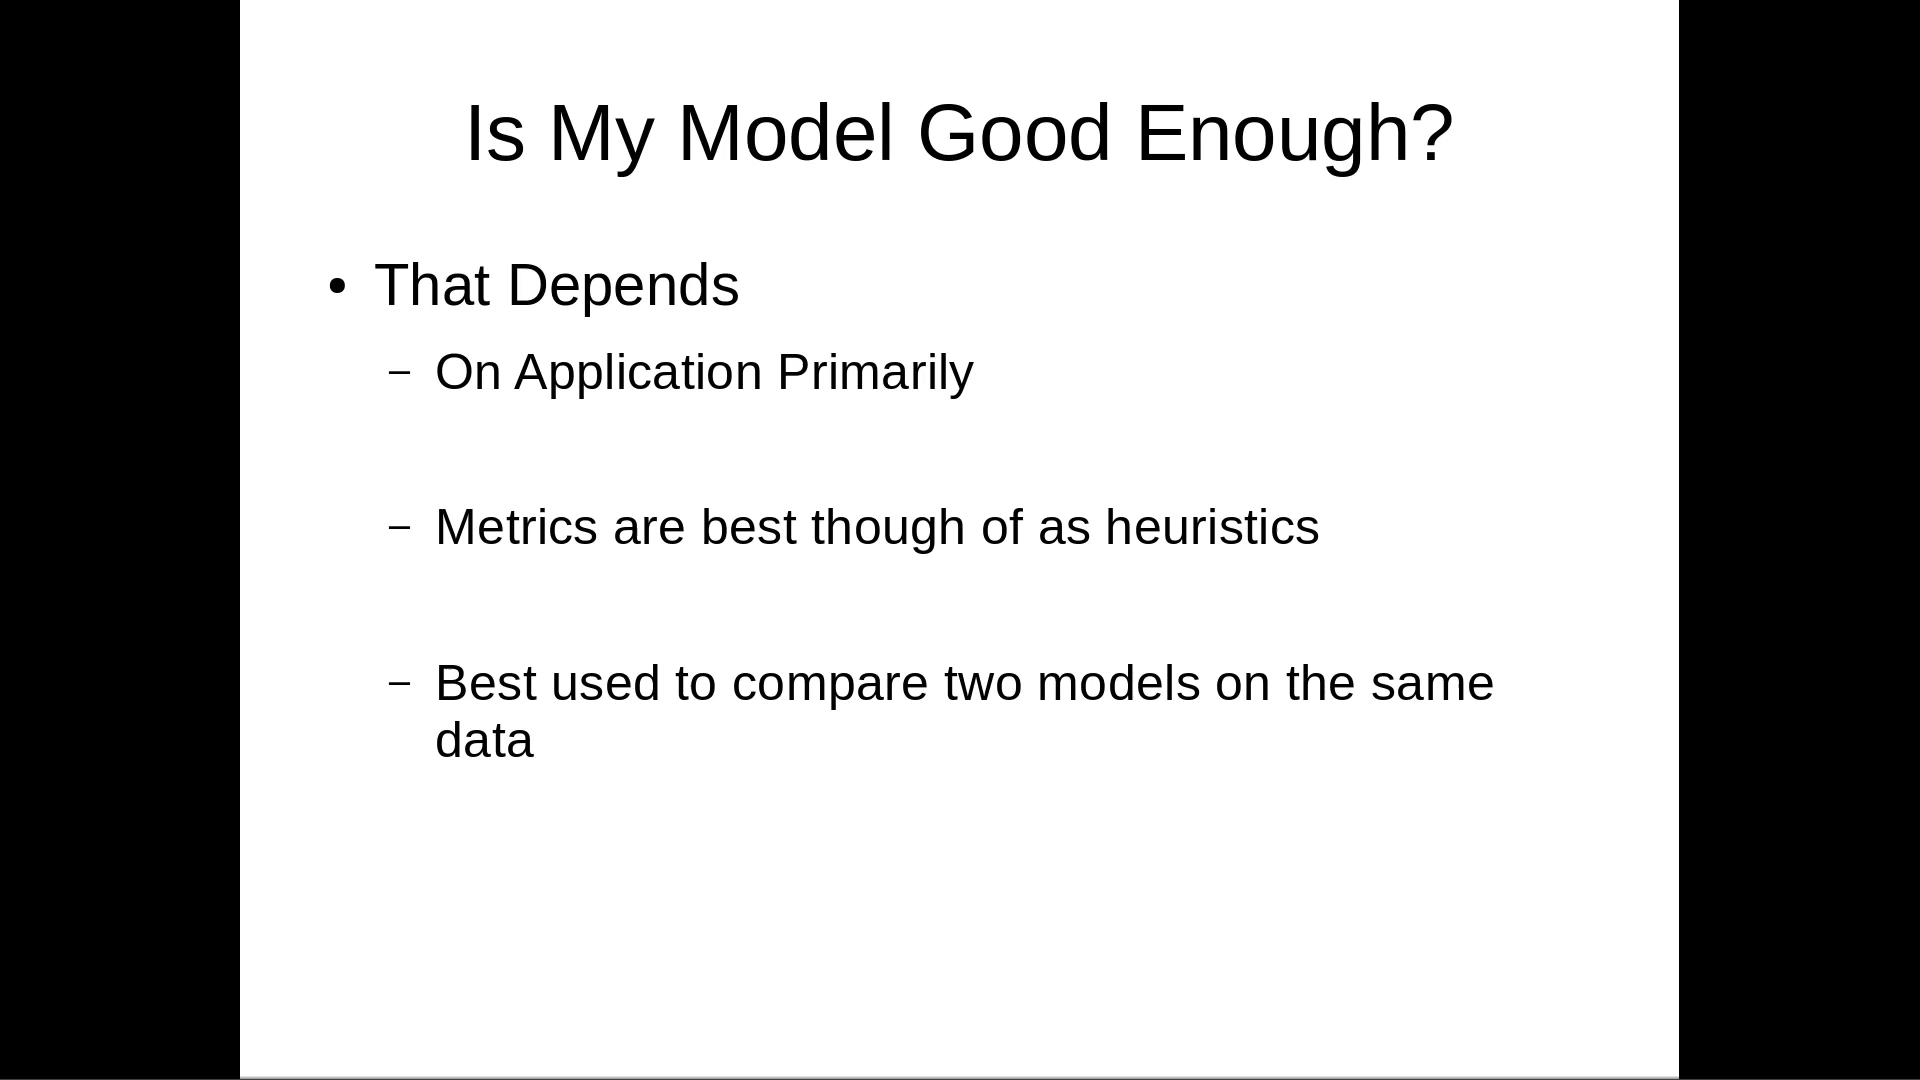 Is My Model Good Enough?
• That Depends
– On Application Primarily
– Metrics are best though of as heuristics
– Best used to compare two models on the same
data